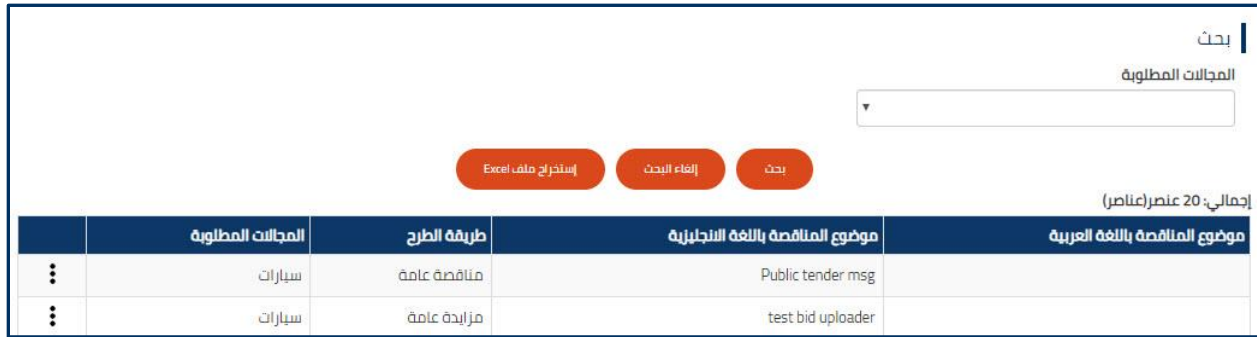 بحث
المجالات المطلوبة
بحث إلغاء البحث إستخراج ملف Excel
إجمالي: 20 عنصر(عناصر)
موضوع المناقصة باللغة العربية موضوع المناقصة باللغة الانجليزية طريقة الطرح المجالات المطلوبة
Public tender msg مناقصة عامة سيارات
test bid uploader مزايدة عامة سيارات